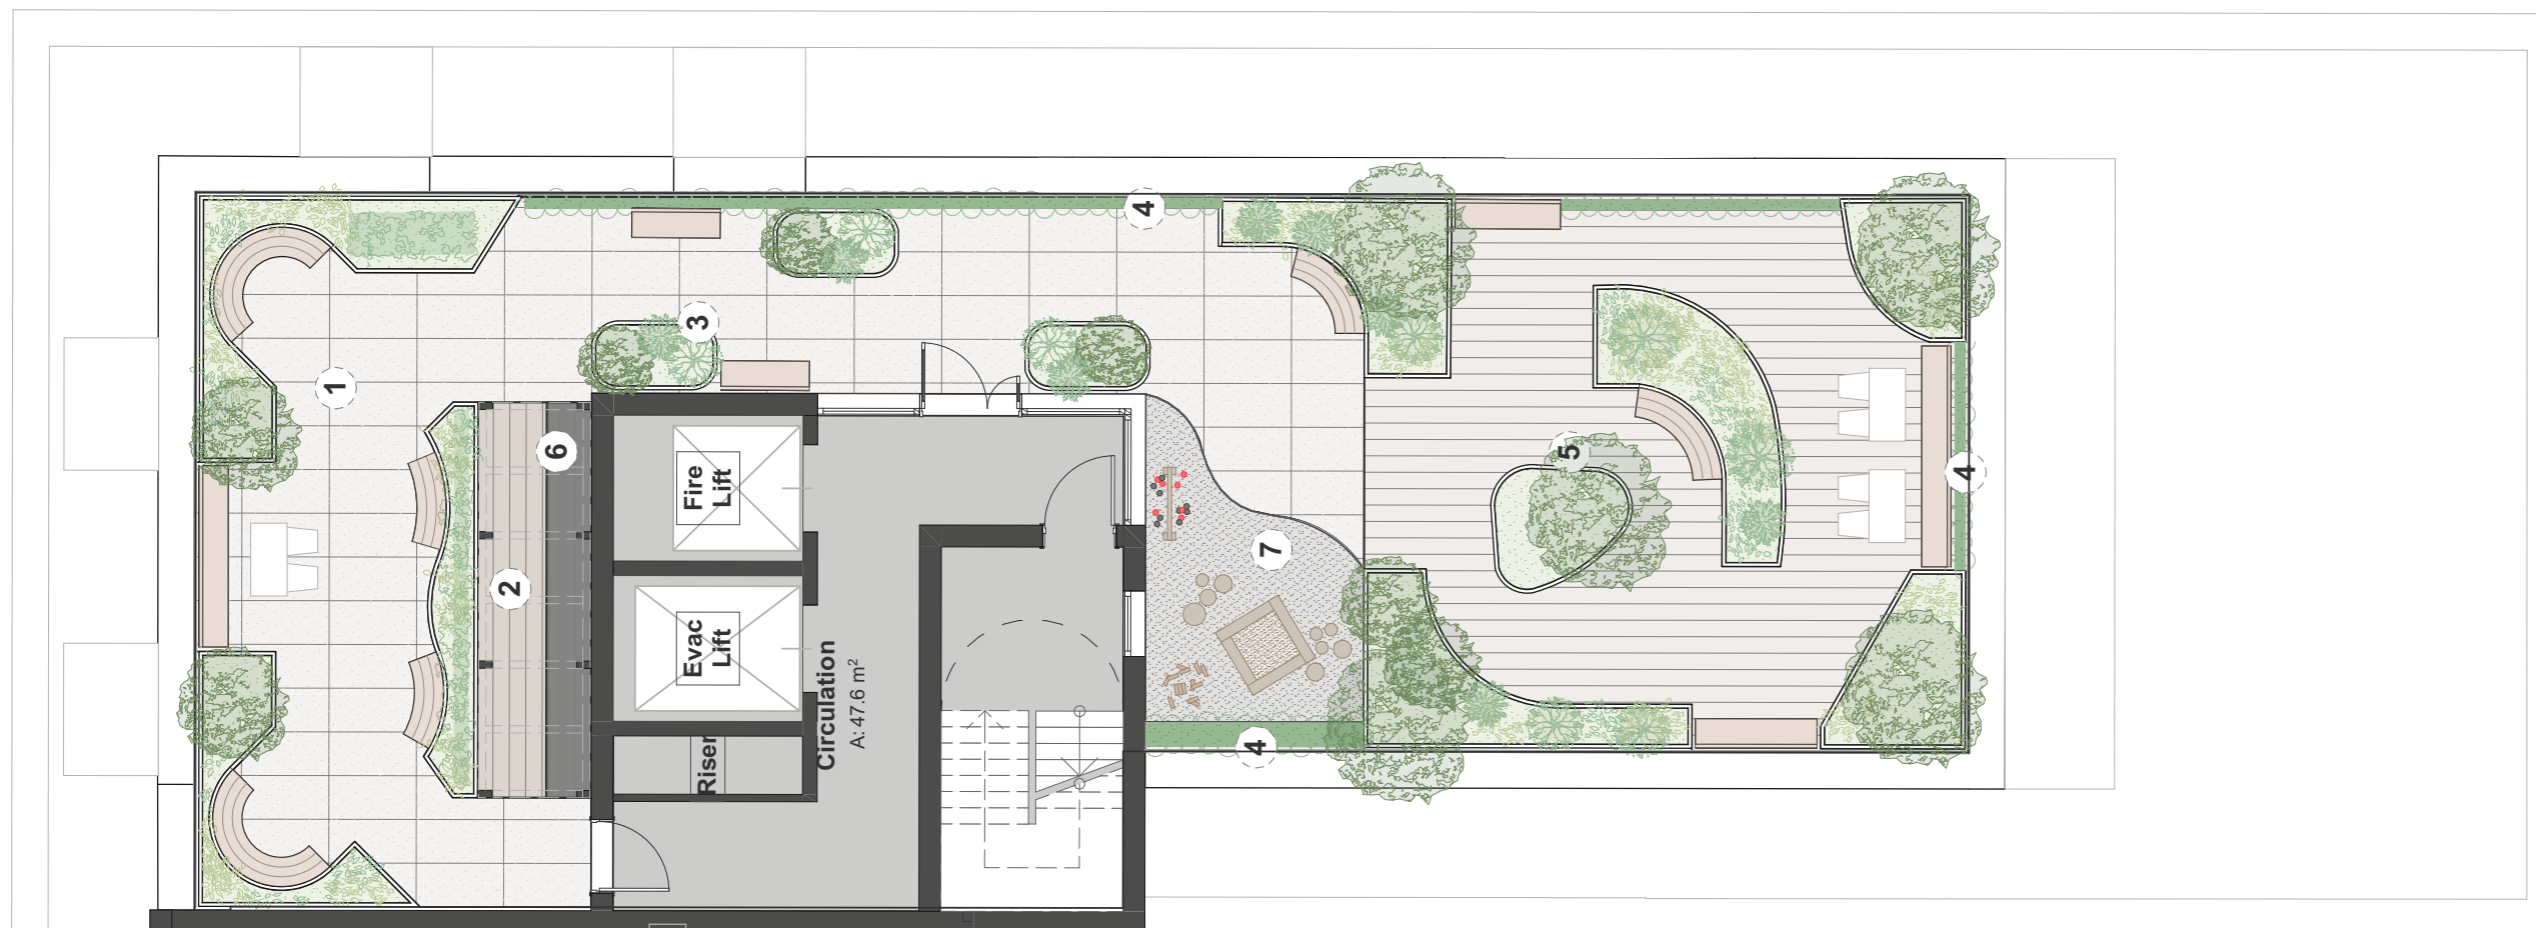 4
3
1
6
Fire
Lift
5
4
7
2
Evac
Lift
Circulation
A: 47.6 m²
Riser
4